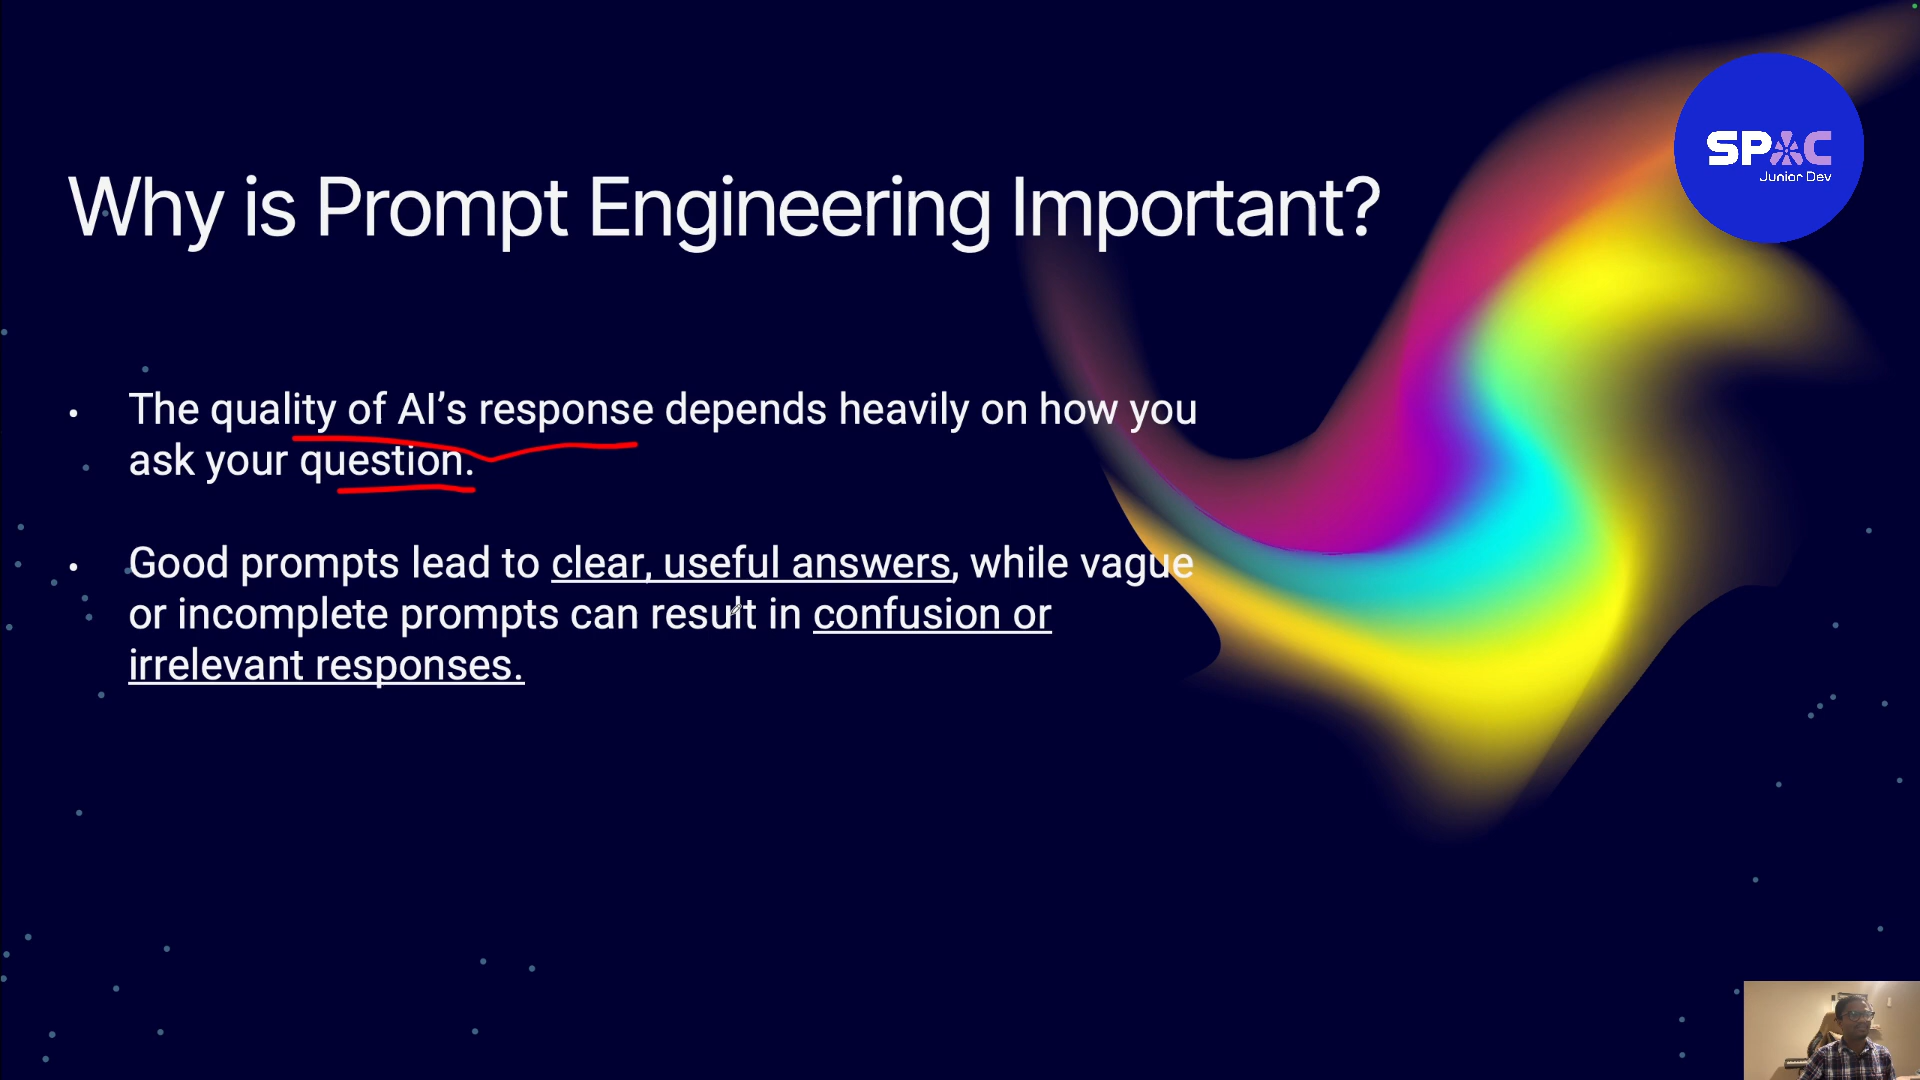 SPAC
Junior Dev
Why is Prompt Engineering Important?
• The quality of AI’s response depends heavily on how you
ask your question.
• Good prompts lead to clear, useful answers, while vague
or incomplete prompts can result in confusion or
irrelevant responses.